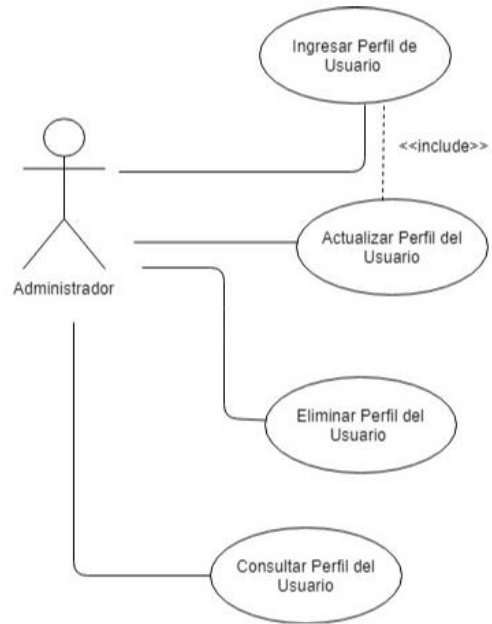 Ingresar Perfil de
Usuario
<<include>>
Actualizar Perfil del
Usuario
Administrador
Eliminar Perfil del
Usuario
Consultar Perfil del
Usuario